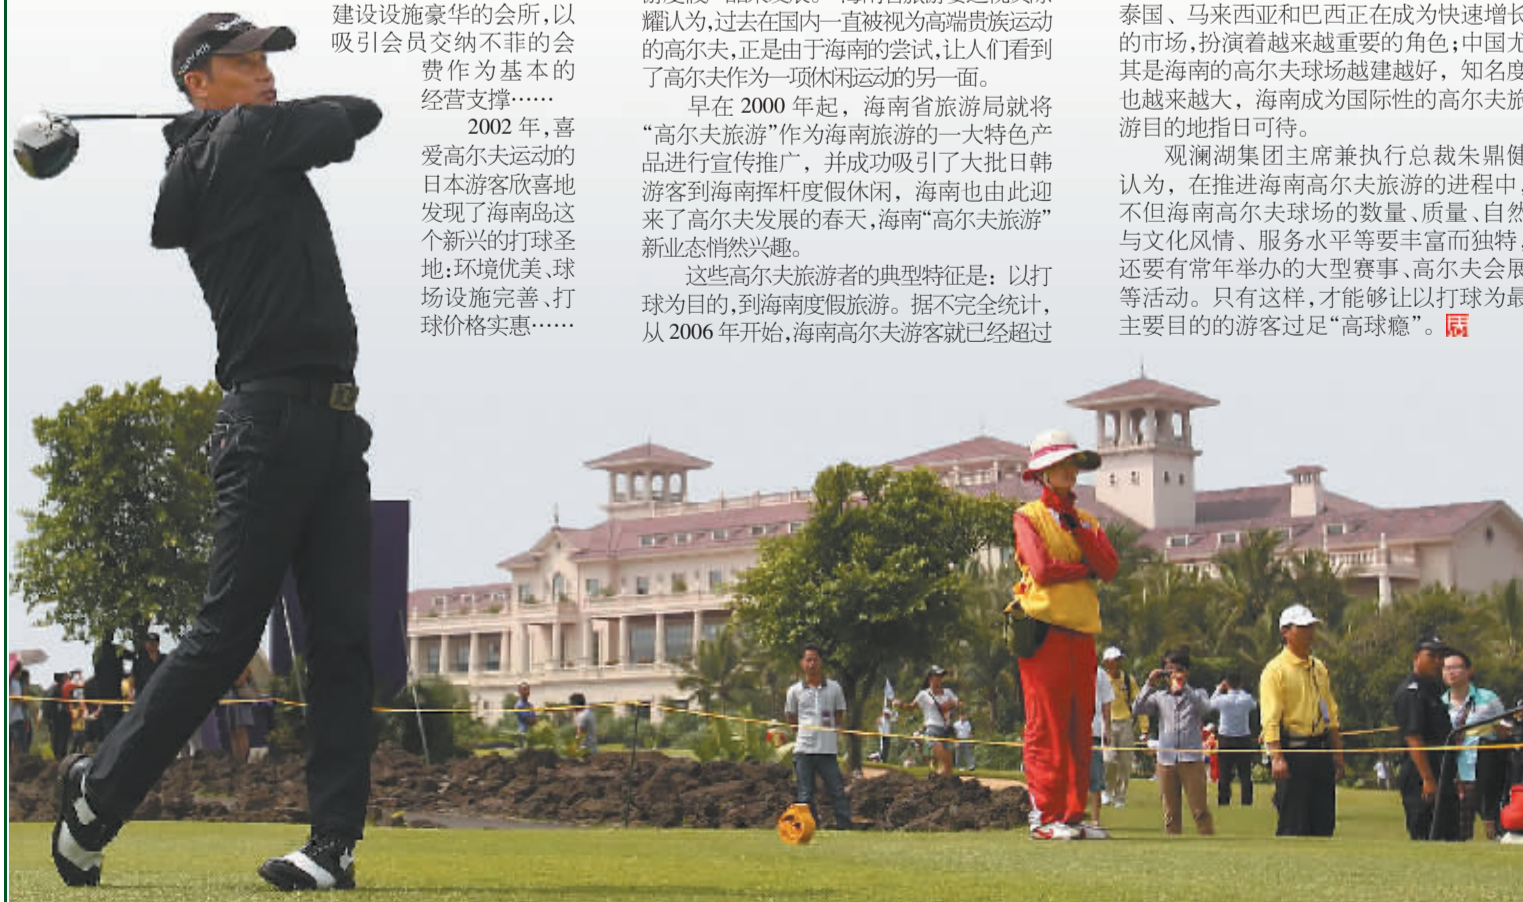 建设设施豪华的会所,以
吸引会员交纳不菲的会
费作为基本的
经营支撑……
2002 年,喜
爱高尔夫运动的
日本游客欣喜地
发现了海南岛这
个新兴的打球圣
地:环境优美、球
场设施完善、打
球价格实惠……
耀认为,过去在国内一直被视为高端贵族运动
的高尔夫,正是由于海南的尝试,让人们看到
了高尔夫作为一项休闲运动的另一面。
早在 2000 年起，海南省旅游局就将
“高尔夫旅游”作为海南旅游的一大特色产
品进行宣传推广，并成功吸引了大批日韩
游客到海南挥杆度假休闲，海南也由此迎
来了高尔夫发展的春天,海南“高尔夫旅游”
新业态悄然兴趣。
这些高尔夫旅游者的典型特征是：以打
球为目的,到海南度假旅游。据不完全统计，
从 2006 年开始,海南高尔夫游客就已经超过
泰国、马来西亚和巴西正在成为快速增长
的市场,扮演着越来越重要的角色;中国尤
其是海南的高尔夫球场越建越好，知名度
也越来越大，海南成为国际性的高尔夫旅
游目的地指日可待。
观澜湖集团主席兼执行总裁朱鼎健
认为，在推进海南高尔夫旅游的进程中，
不但海南高尔夫球场的数量、质量、自然
与文化风情、服务水平等要丰富而独特，
还要有常年举办的大型赛事、高尔夫会展
等活动。只有这样,才能够让以打球为最
主要目的的游客过足“高球瘾”。